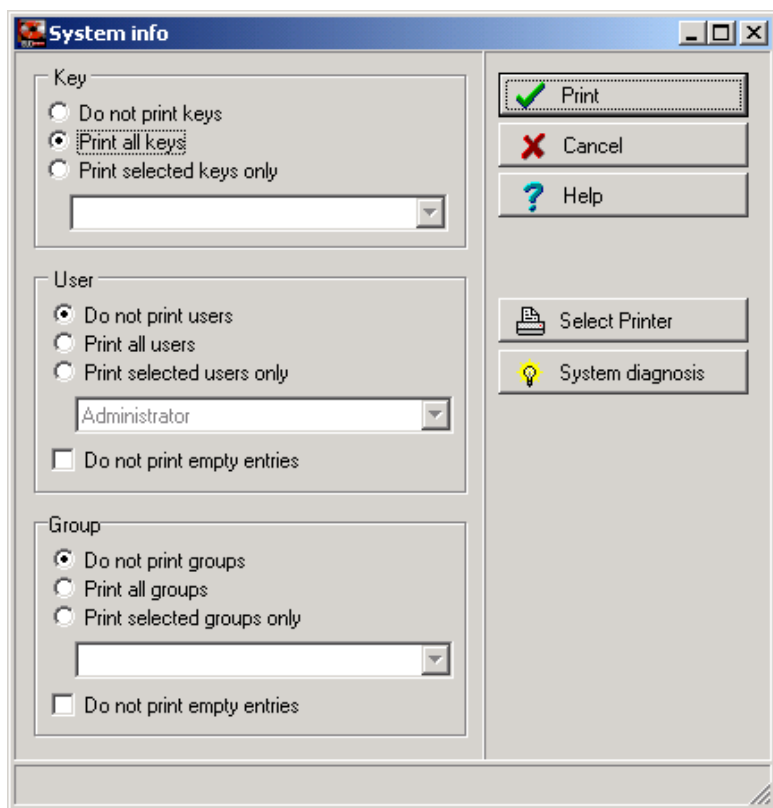 System info
Key
Do not print keys
Print all keys
Print selected keys only
User
Do not print users
Print all users
Print selected users only
Administrator
Do not print empty entries
Group
Do not print groups
Print all groups
Print selected groups only
Do not print empty entries
Print
Cancel
Help
Select Printer
System diagnosis